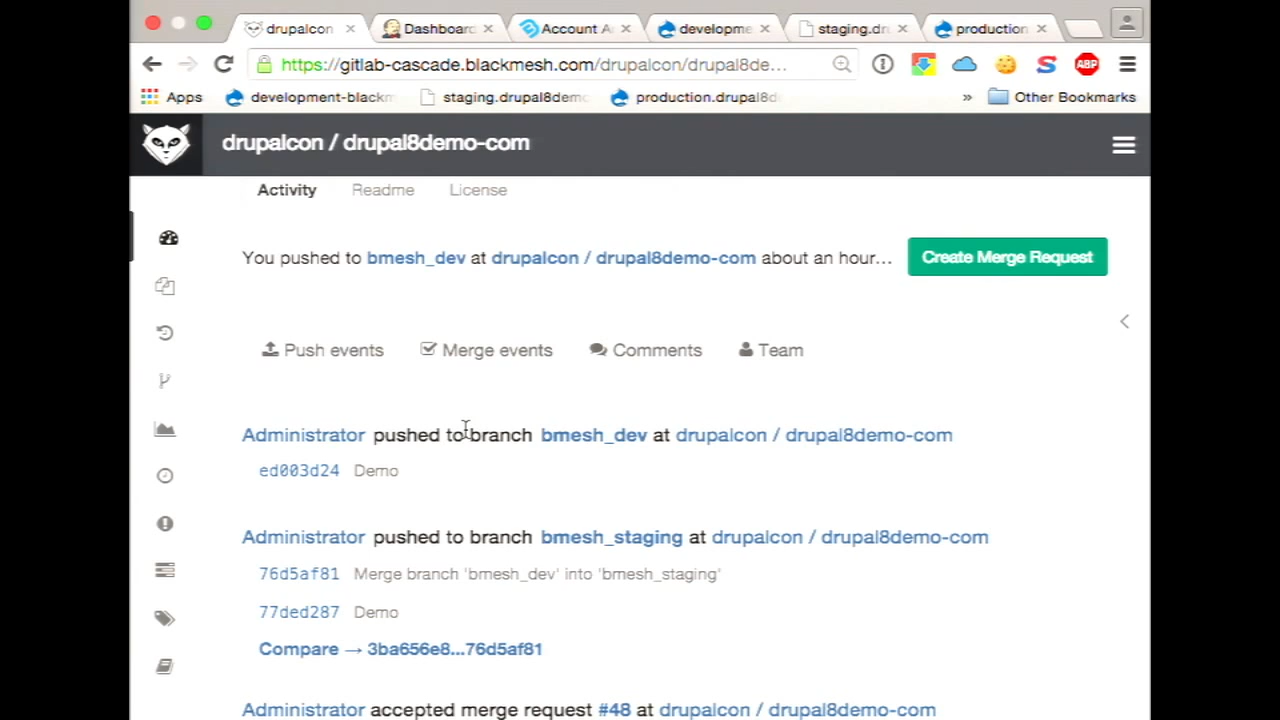 drupalcon
Dashboard
Account A
developme
staging.dr
production
https://gitlab-cascade.blackmesh.com/drupalcon/drupal8de...
ABP
Apps
development-blackm
staging.drupal8demo
production.drupal8d
» Other Bookmarks
drupalcon / drupal8demo-com
Activity Readme License
You pushed to bmesh_dev at drupalcon / drupal8demo-com about an hour...
Create Merge Request
Push events Merge events Comments Team
Administrator pushed to branch bmesh_dev at drupalcon / drupal8demo-com
ed003d24 Demo
Administrator pushed to branch bmesh_staging at drupalcon / drupal8demo-com
76d5af81 Merge branch 'bmesh_dev' into 'bmesh_staging'
77ded287 Demo
Compare → 3ba656e8...76d5af81
Administrator accepted merge request #48 at drupalcon / drupal8demo-com